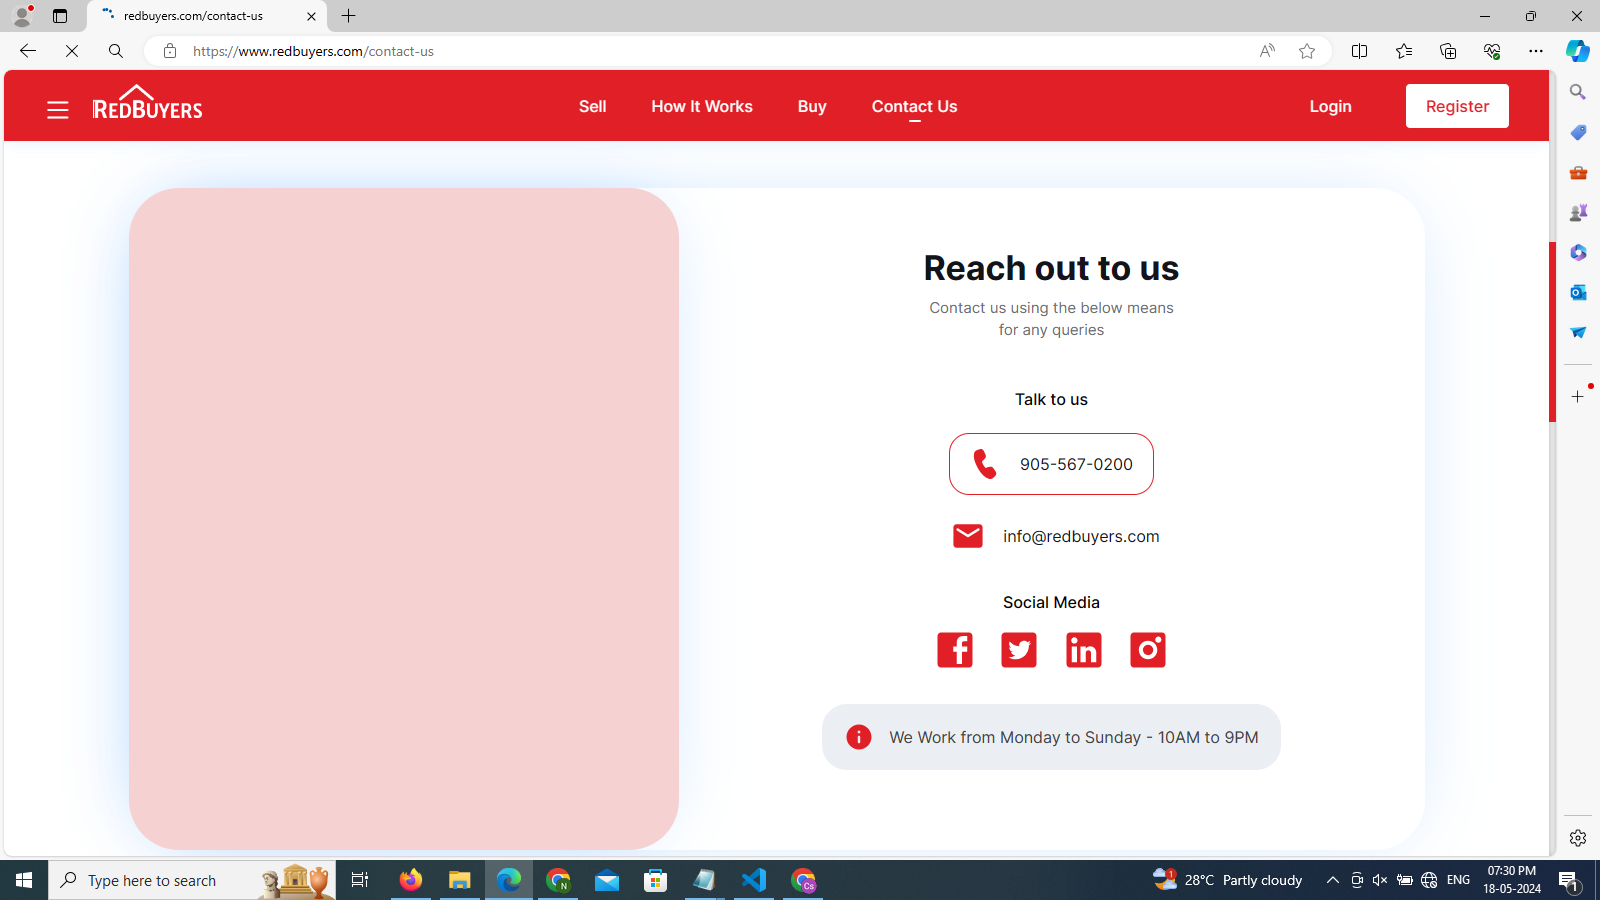 redbuyers.com/contact-us
https://www.redbuyers.com/contact-us
REDBUYERS
Sell
How It Works
Buy
Contact Us
Login
Register
Reach out to us
Contact us using the below means
for any queries
Talk to us
905-567-0200
info@redbuyers.com
Social Media
We Work from Monday to Sunday - 10AM to 9PM
Type here to search
N
Cs
1
28°C Partly cloudy
ENG
07:30 PM
18-05-2024
1